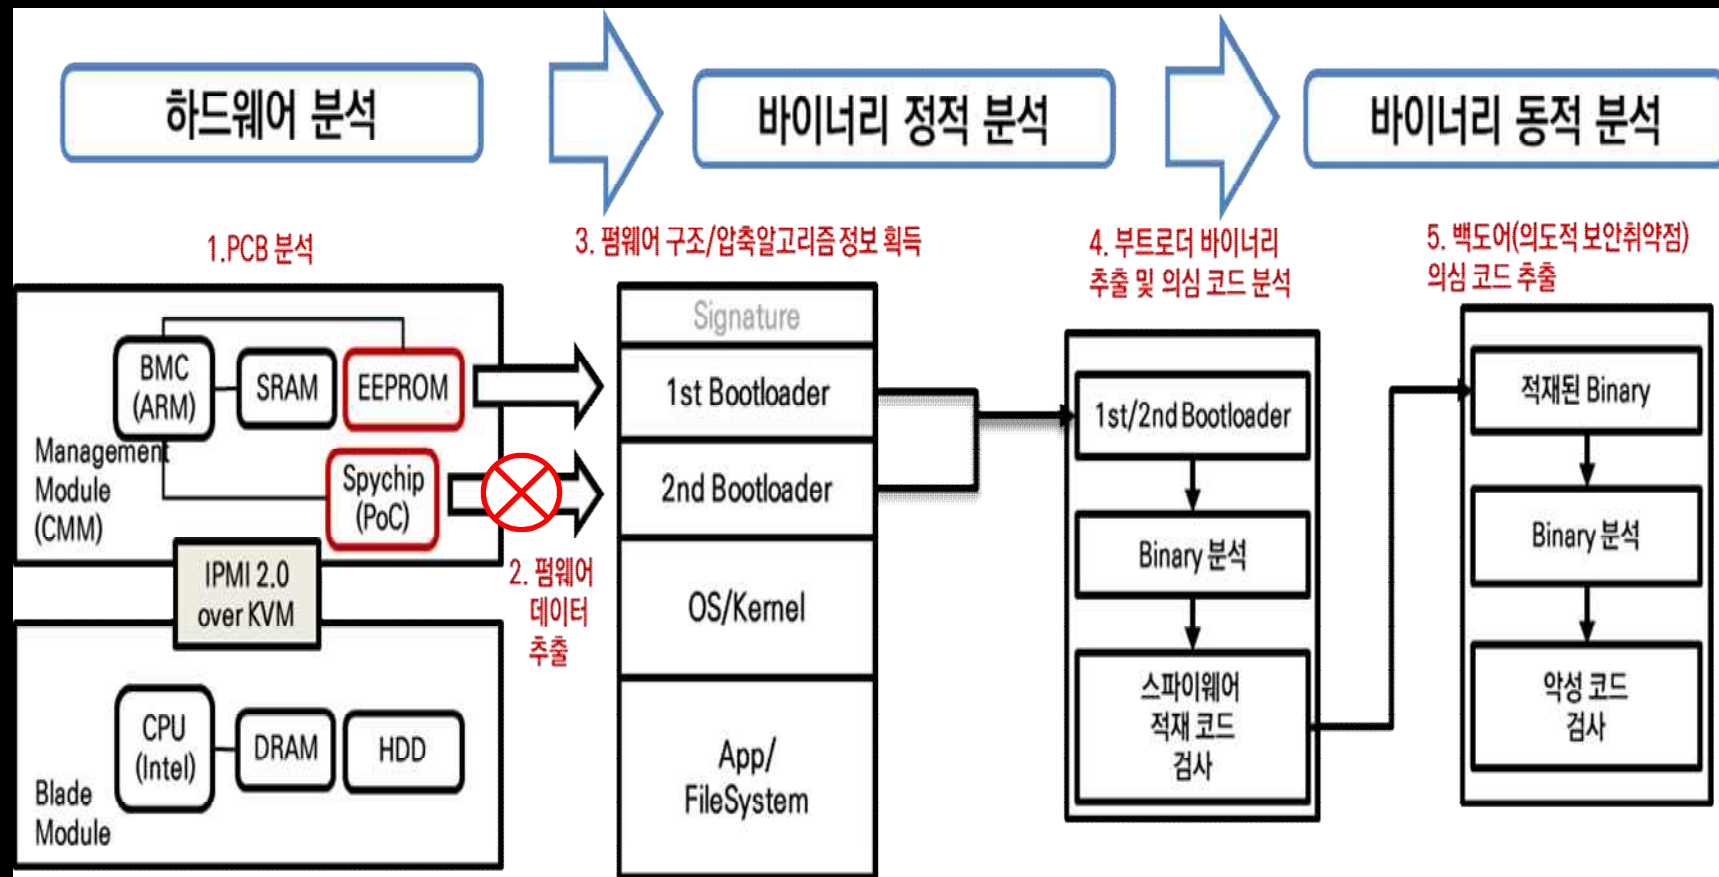 하드웨어 분석
바이너리 정적 분석
바이너리 동적 분석
1.PCB 분석
3. 펌웨어 구조/압축알고리즘 정보 획득
4. 부트로더 바이너리
추출 및 의심 코드 분석
5. 백도어(의도적 보안취약점)
의심 코드 추출
BMC
(ARM)
SRAM
EEPROM
Management
Module
(CMM)
Spychip
(PoC)
IPMI 2.0
over KVM
2. 펌웨어
데이터
추출
CPU
(Intel)
DRAM
HDD
Blade
Module
Signature
1st Bootloader
2nd Bootloader
OS/Kernel
App/
FileSystem
1st/2nd Bootloader
Binary 분석
스파이웨어
적재 코드
검사
적재된 Binary
Binary 분석
악성 코드
검사